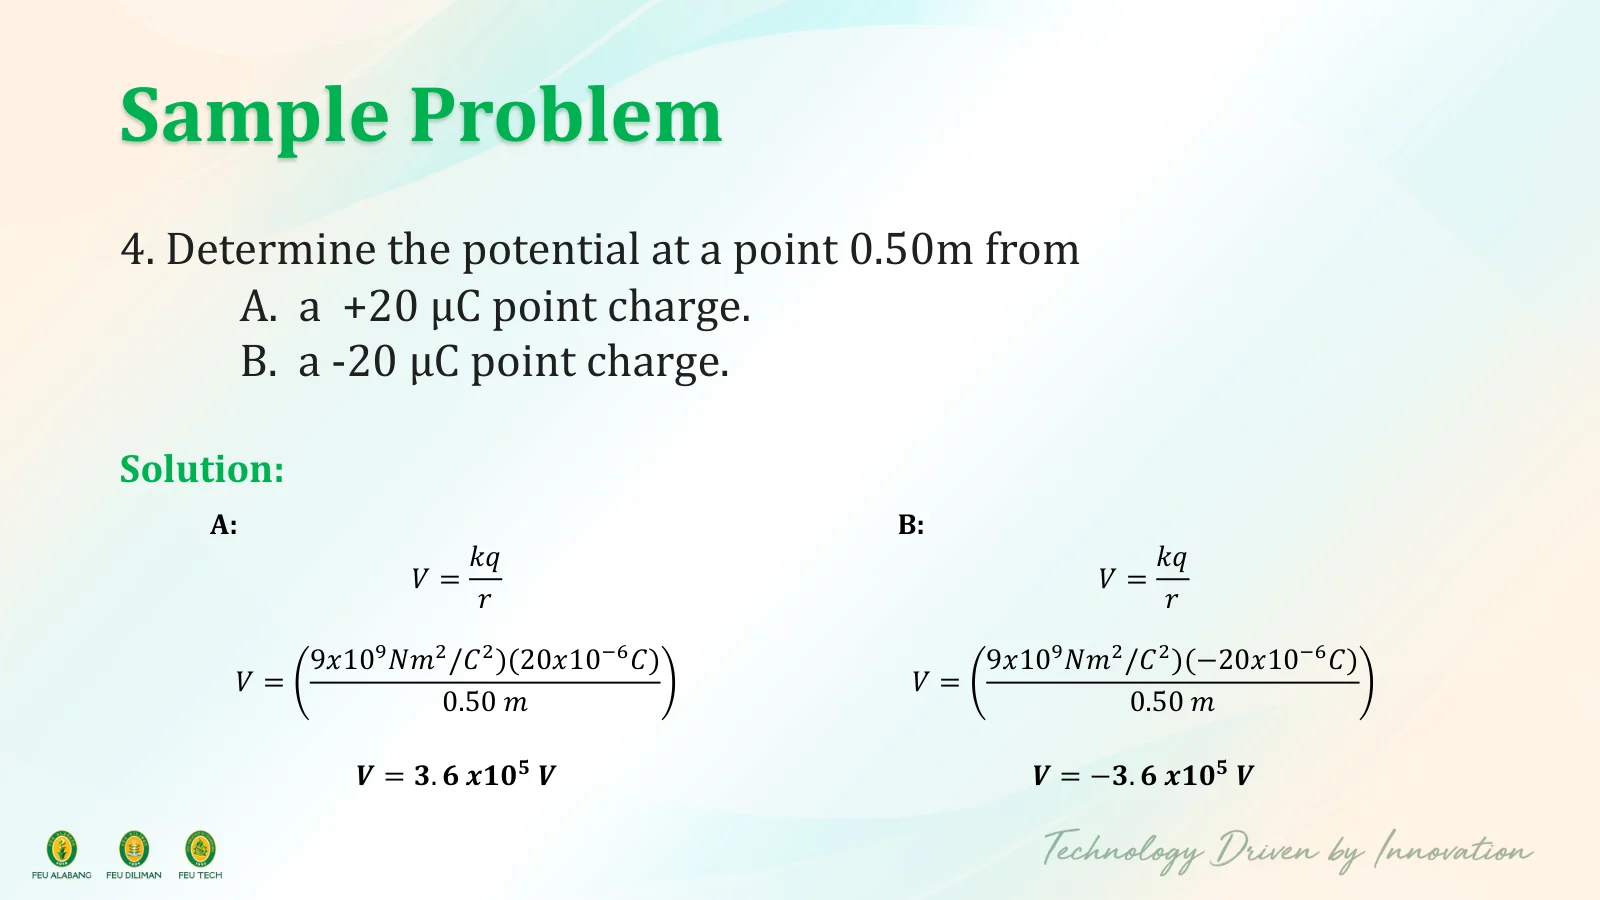 Sample Problem
4. Determine the potential at a point 0.50m from
A. a +20 μC point charge.
B. a -20 μC point charge.
Solution:
A:
V = kq/r
V = (9x10⁹Nm²/C²)(20x10⁻⁶C)/0.50 m)
V = 3.6 x10⁵ V
B:
V = kq/r
V = (9x10⁹Nm²/C²)(−20x10⁻⁶C)/0.50 m)
V = −3.6 x10⁵ V
FEU ALABANG FEU DILIMAN FEU TECH
Technology Driven by Innovation